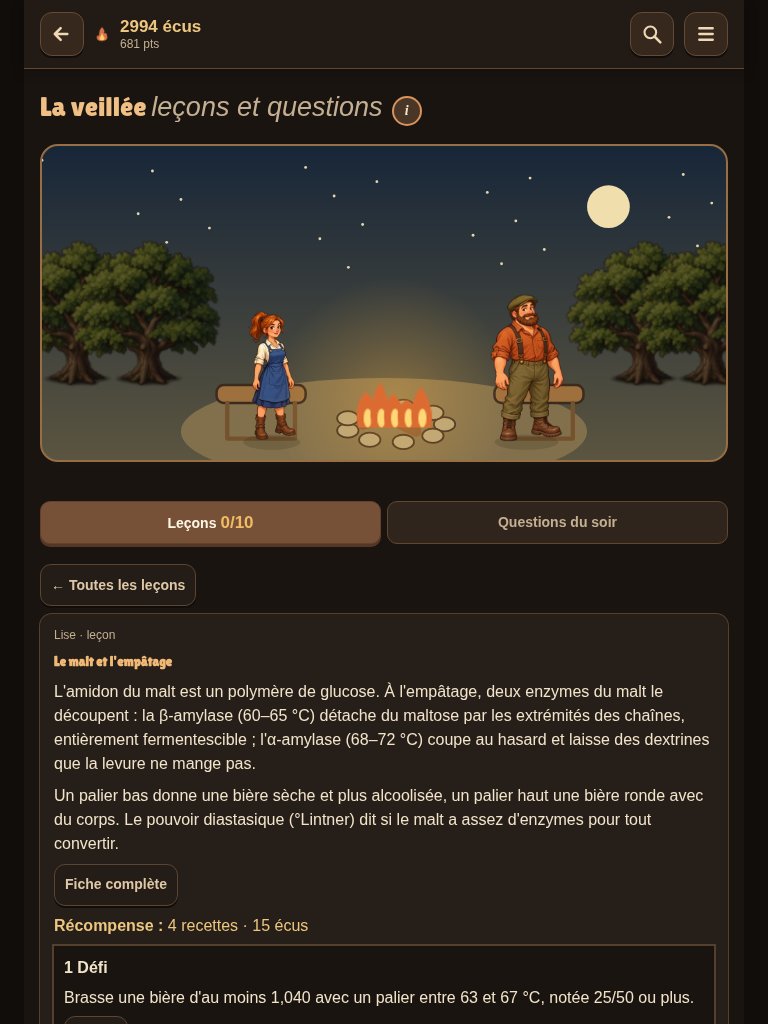 2994 écus
681 pts
La veillée leçons et questions i
Leçons 0/10
Questions du soir
← Toutes les leçons
Lise · leçon
Le malt et l'empâtage
L'amidon du malt est un polymère de glucose. À l'empâtage, deux enzymes du malt le
découpent : la β-amylase (60–65 °C) détache du maltose par les extrémités des chaînes,
entièrement fermentescible ; l'α-amylase (68–72 °C) coupe au hasard et laisse des dextrines
que la levure ne mange pas.
Un palier bas donne une bière sèche et plus alcoolisée, un palier haut une bière ronde avec
du corps. Le pouvoir diastasique (°Lintner) dit si le malt a assez d'enzymes pour tout
convertir.
Fiche complète
Récompense : 4 recettes · 15 écus
1 Défi
Brasse une bière d'au moins 1,040 avec un palier entre 63 et 67 °C, notée 25/50 ou plus.